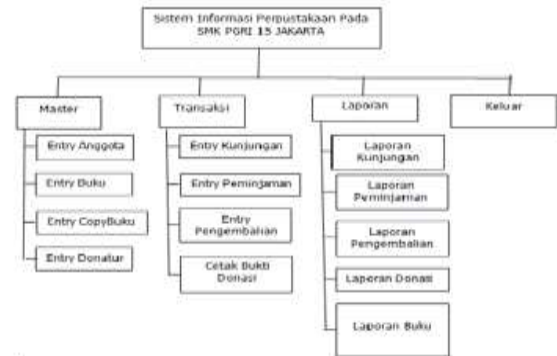 Sistem Informasi Perpustakaan Pada
SMK PGRI 15 JAKARTA
Master
Entry Anggota
Entry Buku
Entry CopyBuku
Entry Donatur
Transaksi
Entry Kunjungan
Entry Peminjaman
Entry
Pengembalian
Cetak Bukti
Donasi
Laporan
Laporan
Kunjungan
Laporan
Peminjaman
Laporan
Pengembalian
Laporan Donasi
Laporan Buku
Keluar